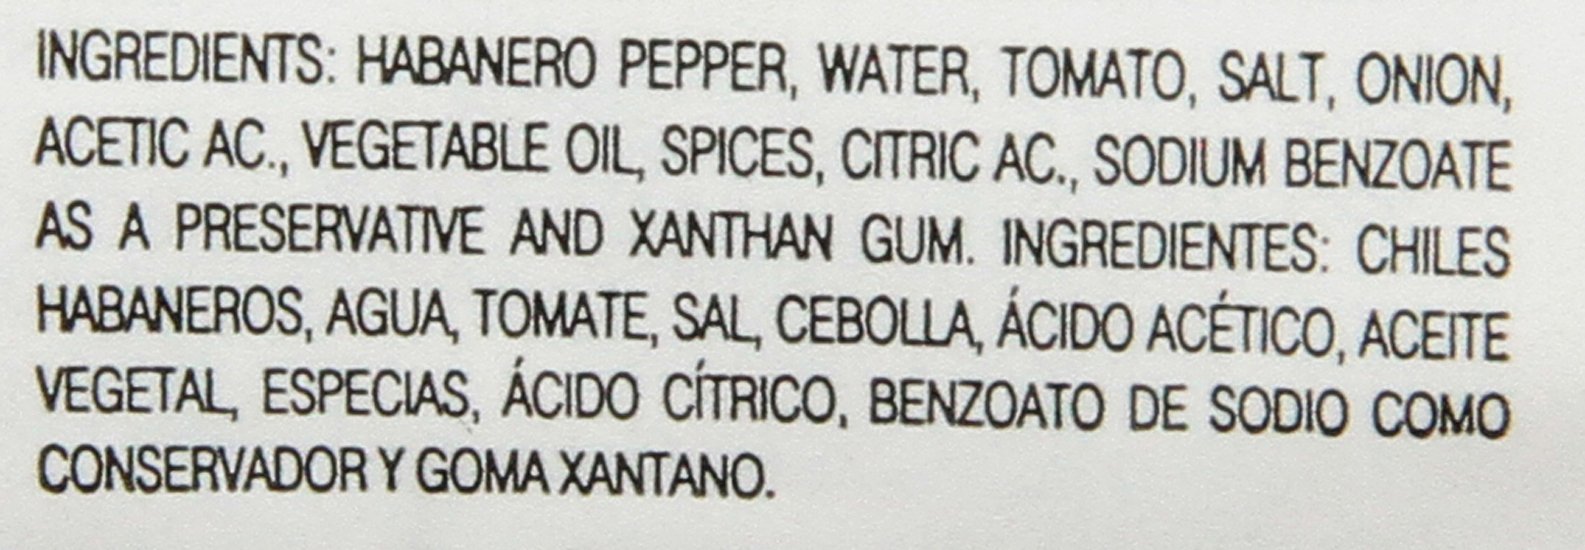 INGREDIENTS: HABANERO PEPPER, WATER, TOMATO, SALT, ONION,
ACETIC AC., VEGETABLE OIL, SPICES, CITRIC AC., SODIUM BENZOATE
AS A PRESERVATIVE AND XANTHAN GUM. INGREDIENTES: CHILES
HABANEROS, AGUA, TOMATE, SAL, CEBOLLA, ÁCIDO ACÉTICO, ACEITE
VEGETAL, ESPECIAS, ÁCIDO CÍTRICO, BENZOATO DE SODIO COMO
CONSERVADOR Y GOMA XANTANO.